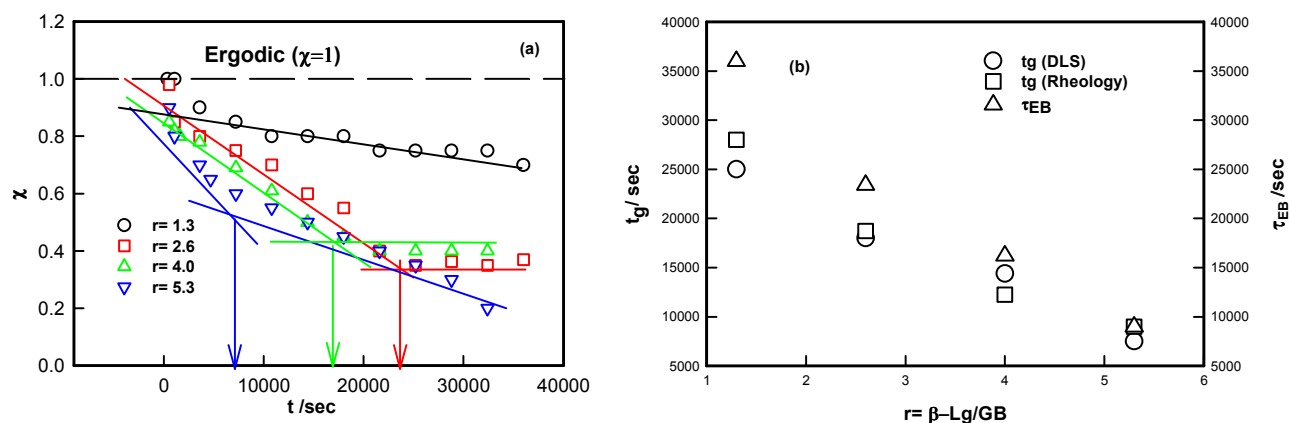 1.2
1.0
0.8
0.6
0.4
0.2
0.0
χ
Ergodic (χ=1)
(a)
r= 1.3
r= 2.6
r= 4.0
r= 5.3
0 10000 20000 30000 40000
t /sec
40000
35000
30000
25000
20000
15000
10000
5000
tg/ sec
(b)
tg (DLS)
tg (Rheology)
τEB
40000
35000
30000
25000
20000
15000
10000
5000
τEB /sec
1 2 3 4 5 6
r= β–Lg/GB